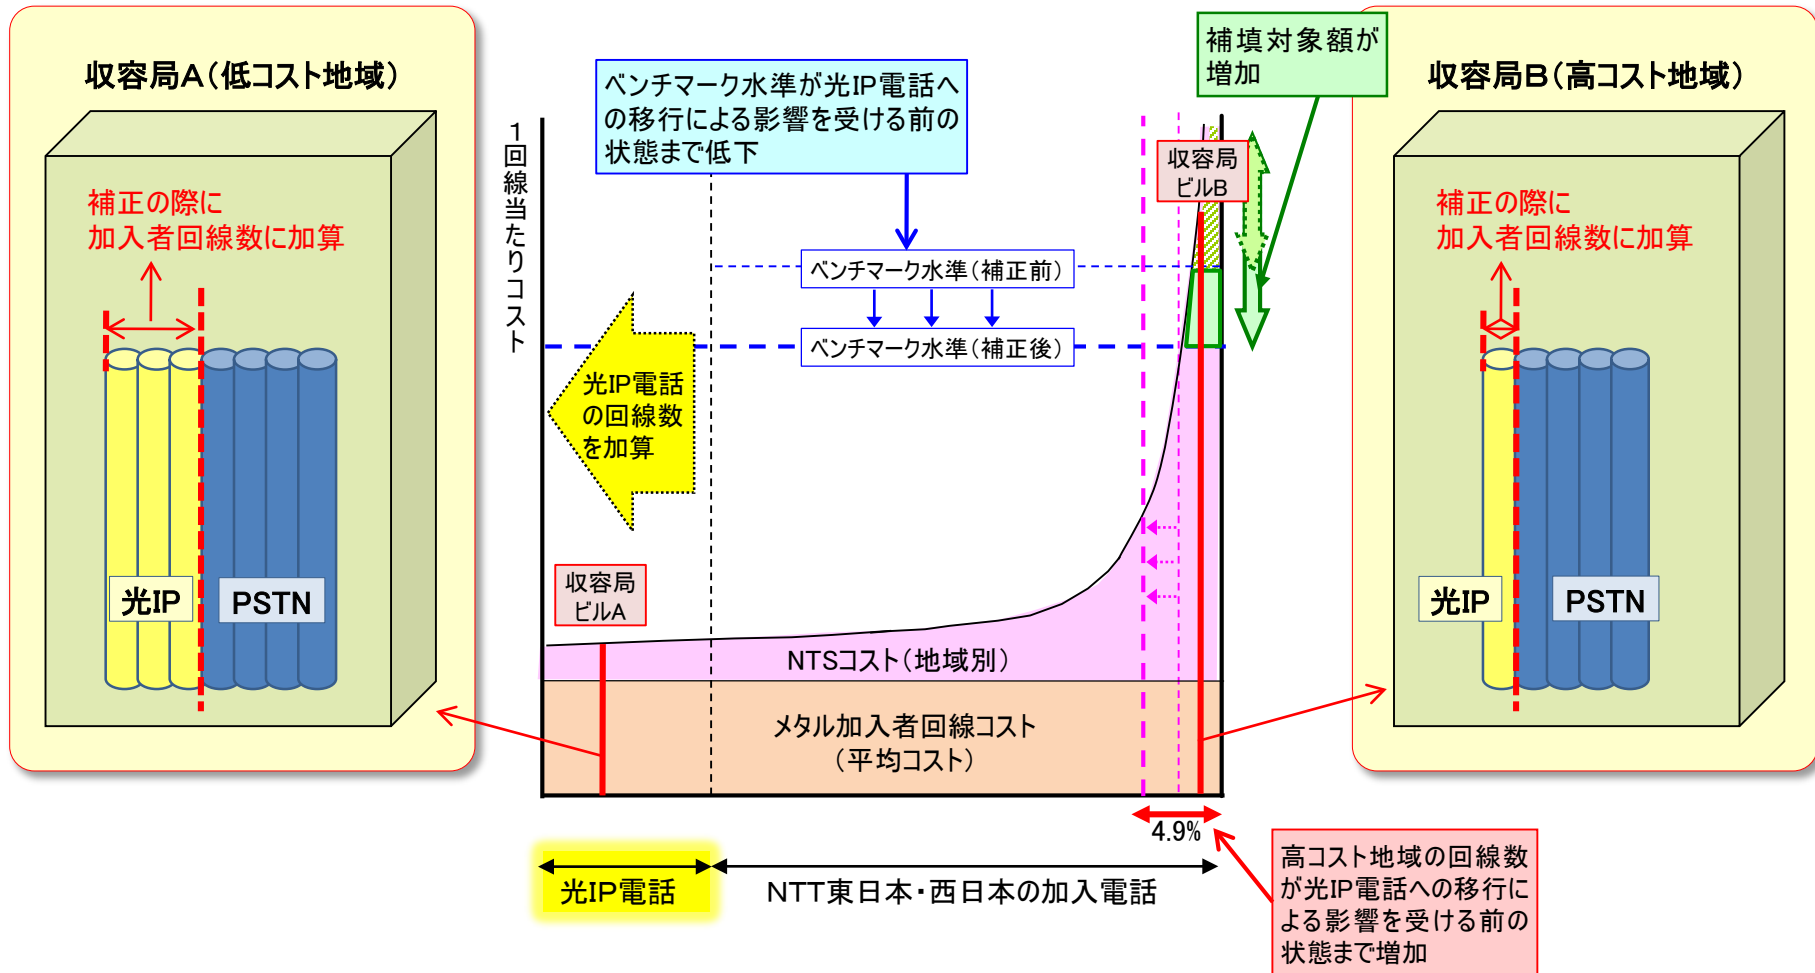 収容局A(低コスト地域)
補正の際に
加入者回線数に加算
光IP
PSTN
1回線当たりコスト
ベンチマーク水準が光IP電話へ
の移行による影響を受ける前の
状態まで低下
補填対象額が
増加
収容局
ビルB
ベンチマーク水準(補正前)
ベンチマーク水準(補正後)
光IP電話
の回線数
を加算
収容局
ビルA
NTSコスト(地域別)
メタル加入者回線コスト
(平均コスト)
4.9%
光IP電話
NTT東日本・西日本の加入電話
高コスト地域の回線数
が光IP電話への移行に
よる影響を受ける前の
状態まで増加
収容局B(高コスト地域)
補正の際に
加入者回線数に加算
光IP
PSTN